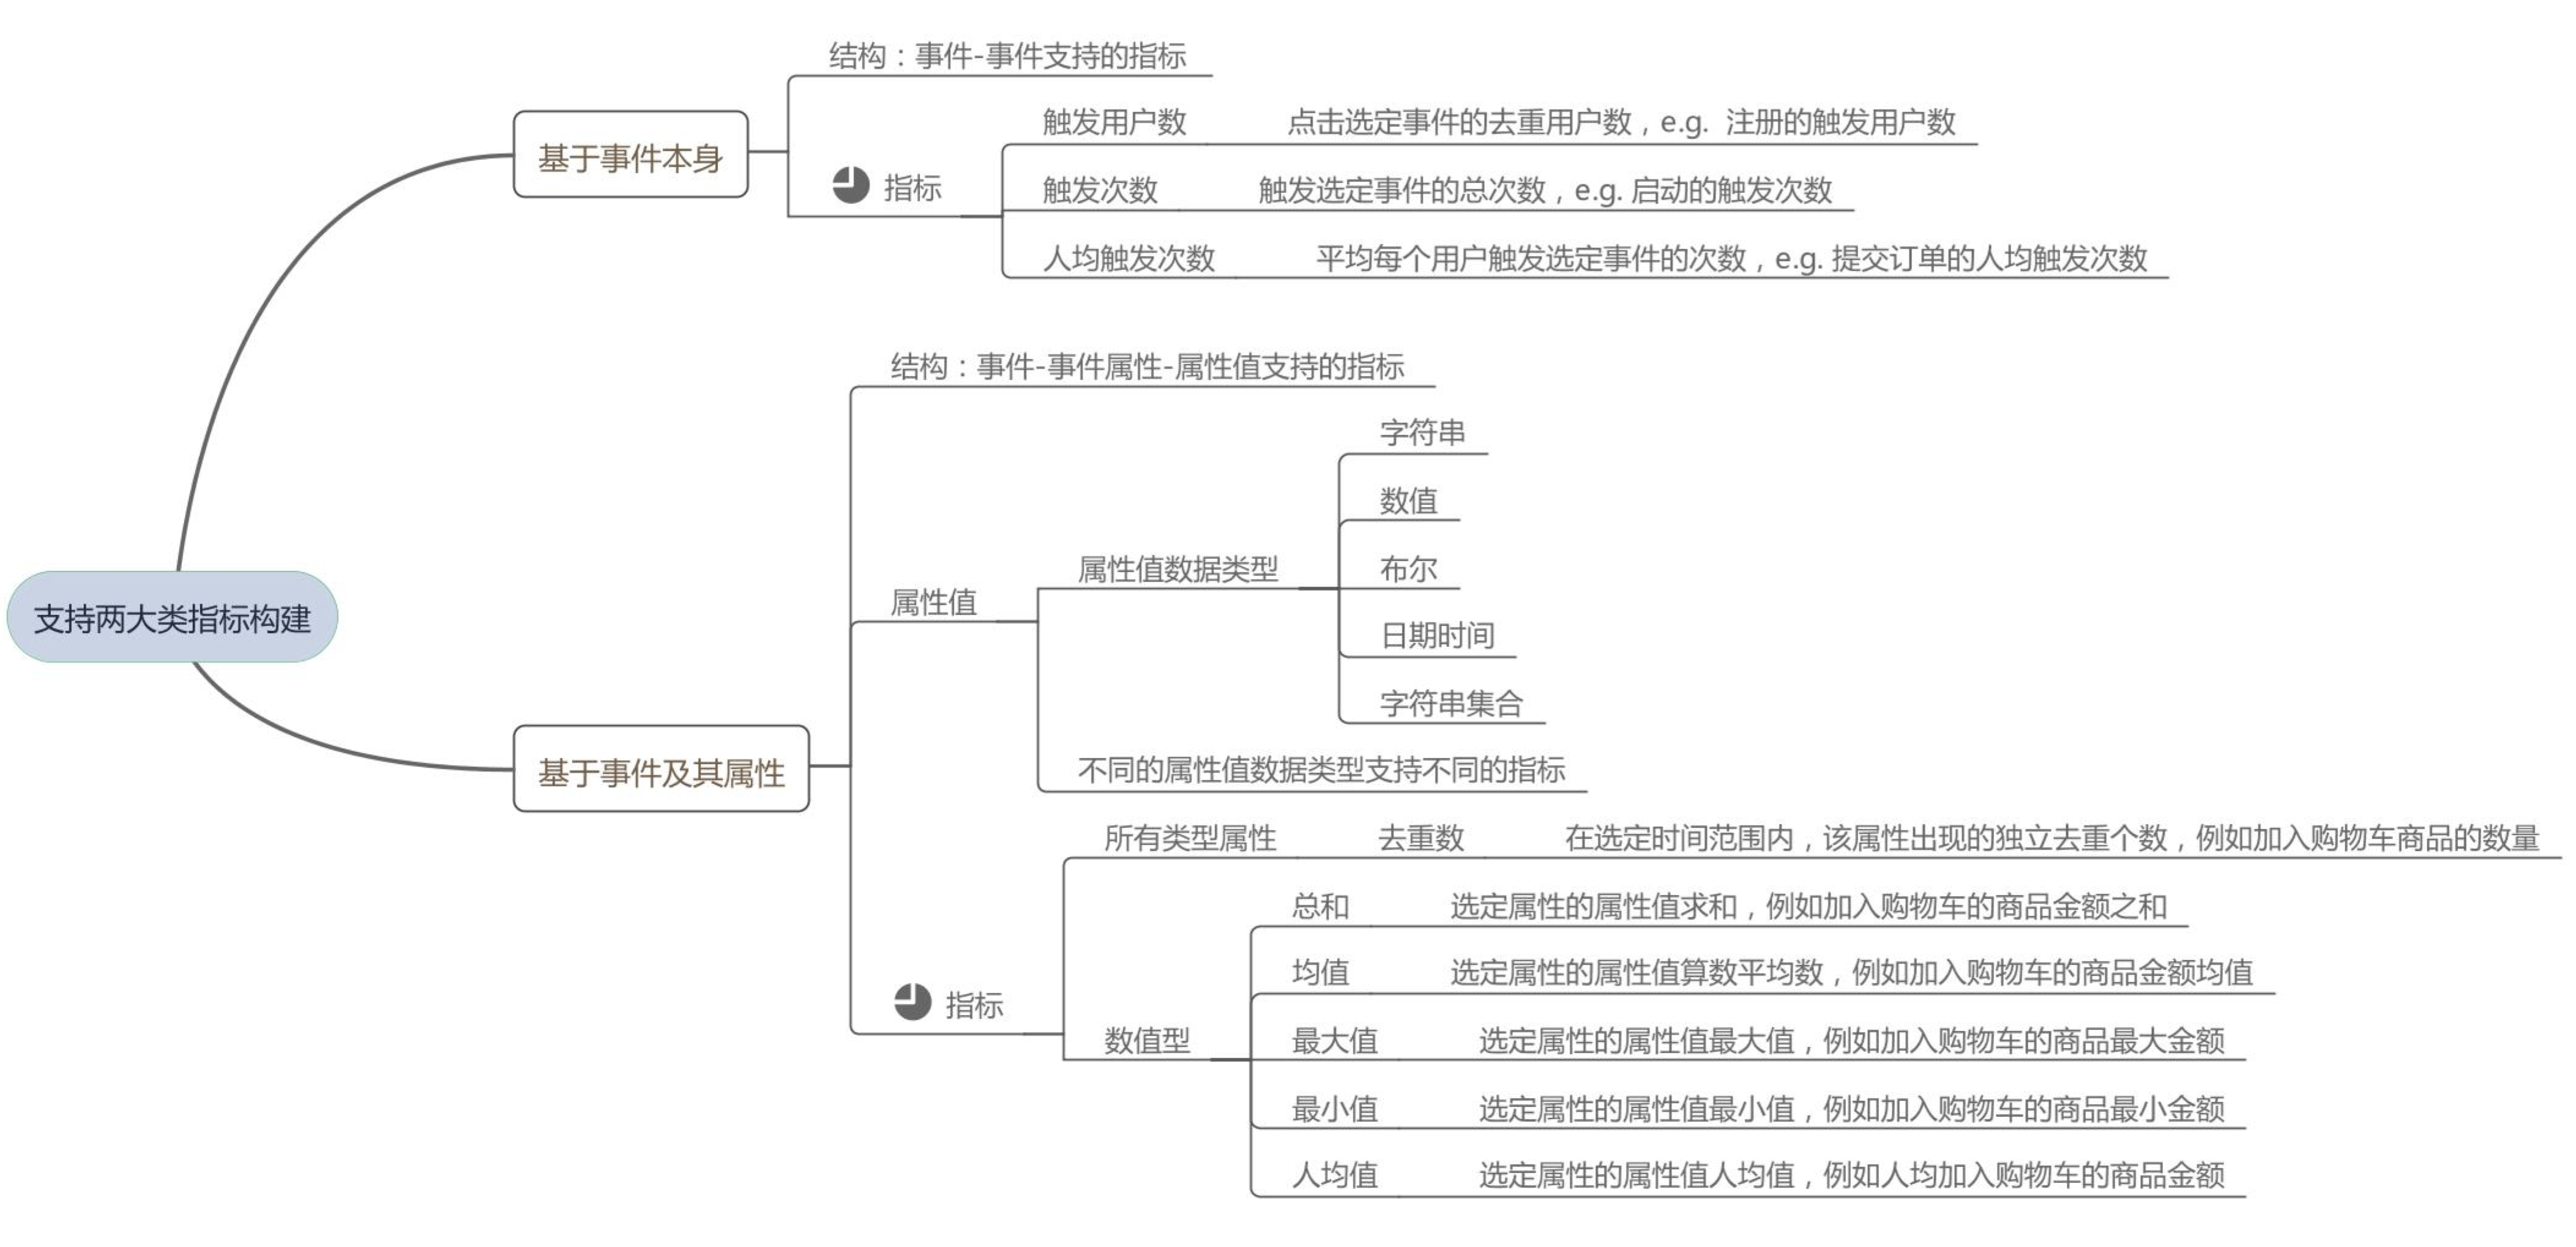 结构：事件-事件支持的指标
触发用户数 点击选定事件的去重用户数，e.g. 注册的触发用户数
基于事件本身
指标
触发次数 触发选定事件的总次数，e.g. 启动的触发次数
人均触发次数 平均每个用户触发选定事件的次数，e.g. 提交订单的人均触发次数
结构：事件-事件属性-属性值支持的指标
字符串
数值
属性值数据类型
布尔
属性值
支持两大类指标构建
日期时间
字符串集合
基于事件及其属性
不同的属性值数据类型支持不同的指标
所有类型属性 去重数 在选定时间范围内，该属性出现的独立去重个数，例如加入购物车商品的数量
总和 选定属性的属性值求和，例如加入购物车的商品金额之和
均值 选定属性的属性值算数平均数，例如加入购物车的商品金额均值
指标
数值型
最大值 选定属性的属性值最大值，例如加入购物车的商品最大金额
最小值 选定属性的属性值最小值，例如加入购物车的商品最小金额
人均值 选定属性的属性值人均值，例如人均加入购物车的商品金额